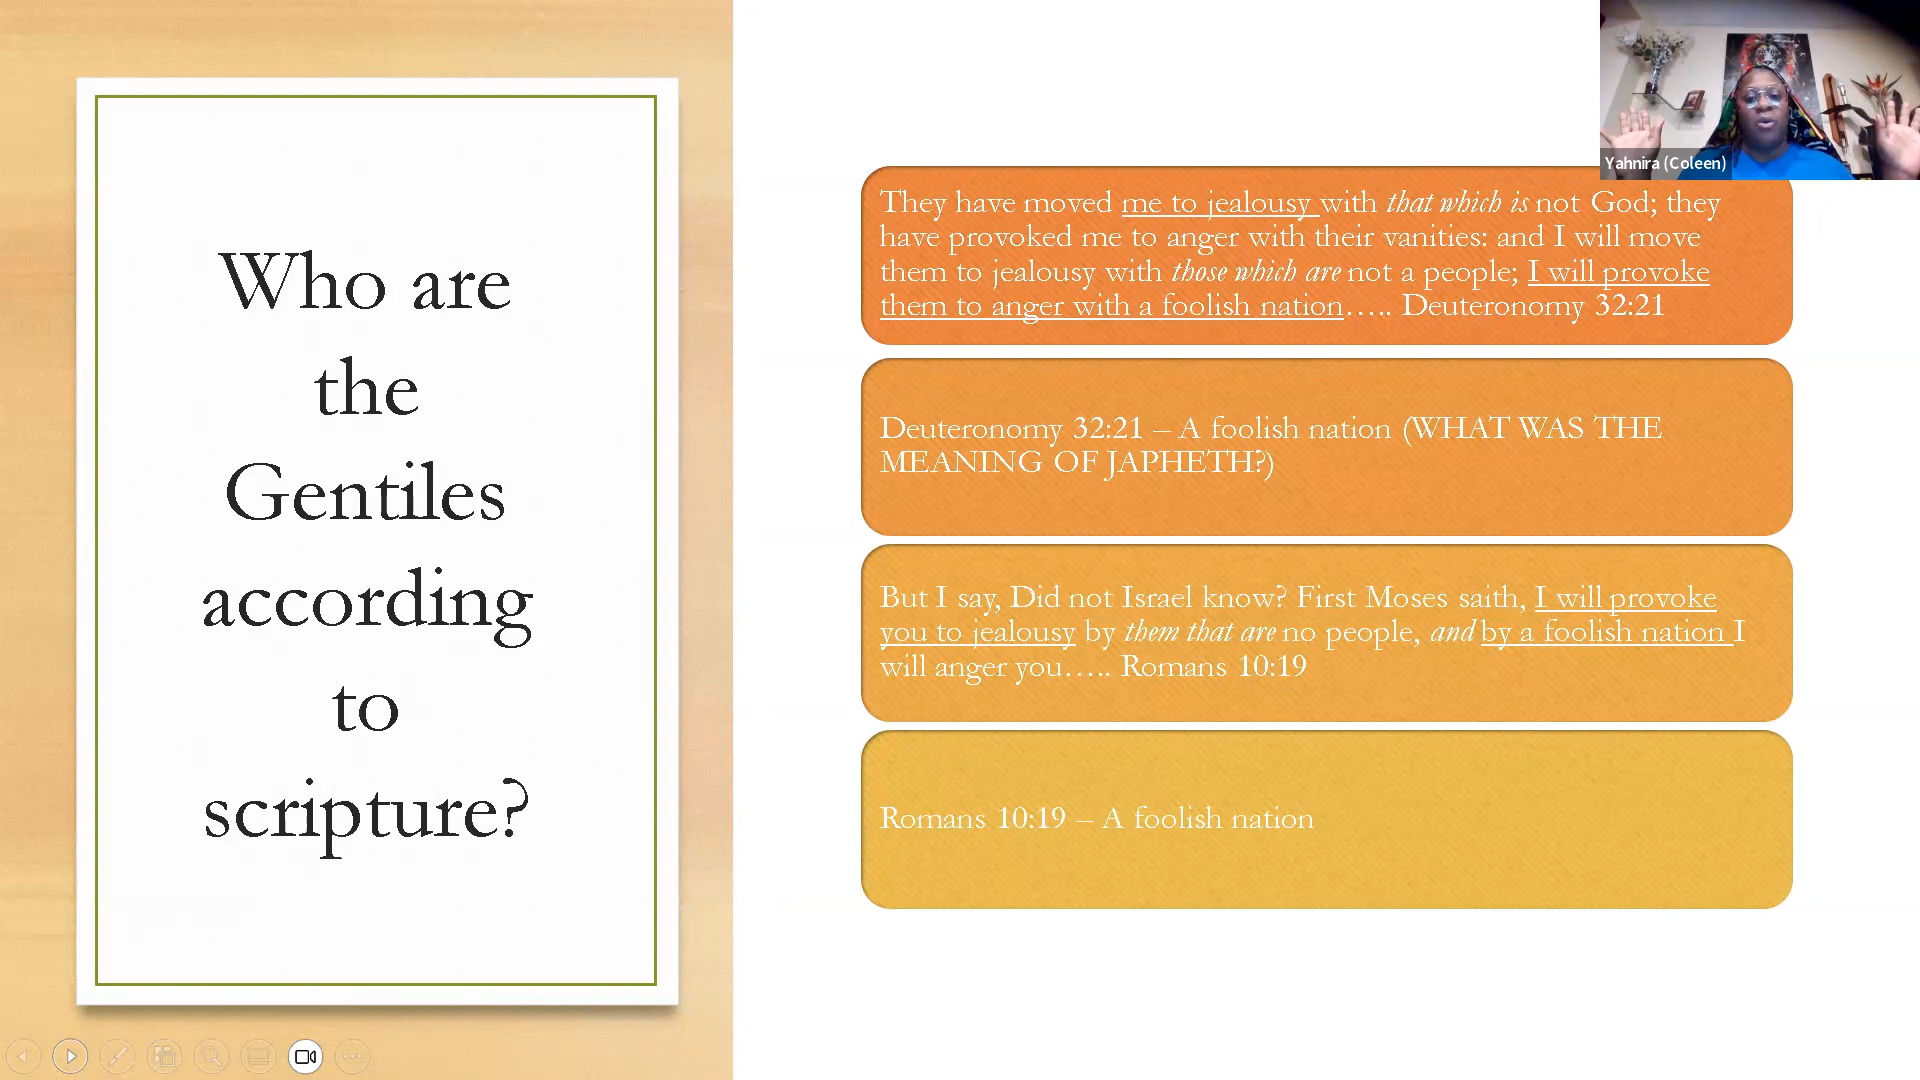 Who are
the
Gentiles
according
to
scripture?
They have moved me to jealousy with that which is not God; they
have provoked me to anger with their vanities: and I will move
them to jealousy with those which are not a people; I will provoke
them to anger with a foolish nation….. Deuteronomy 32:21
Deuteronomy 32:21 – A foolish nation (WHAT WAS THE
MEANING OF JAPHETH?)
But I say, Did not Israel know? First Moses saith, I will provoke
you to jealousy by them that are no people, and by a foolish nation I
will anger you….. Romans 10:19
Romans 10:19 – A foolish nation
Yahnira (Coleen)